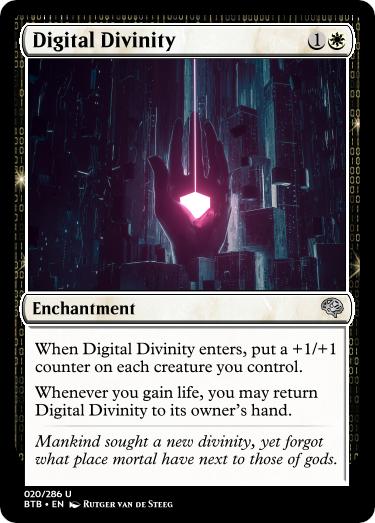 Digital Divinity 1
Enchantment
When Digital Divinity enters, put a +1/+1
counter on each creature you control.
Whenever you gain life, you may return
Digital Divinity to its owner's hand.
Mankind sought a new divinity, yet forgot
what place mortal have next to those of gods.
020/286 U
BTB • EN Rutger van de Steeg